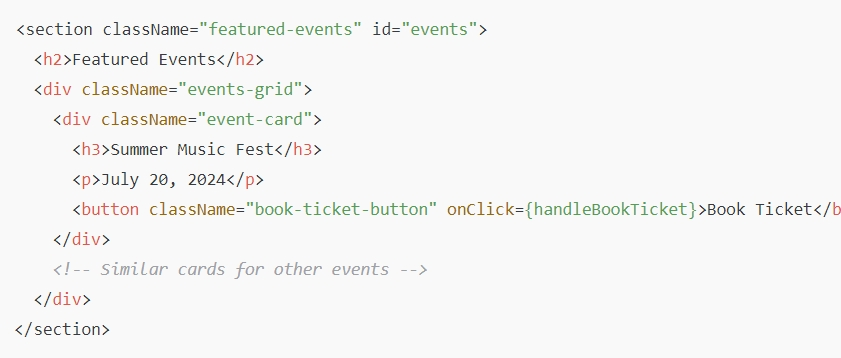 <section className="featured-events" id="events">
<h2>Featured Events</h2>
<div className="events-grid">
<div className="event-card">
<h3>Summer Music Fest</h3>
<p>July 20, 2024</p>
<button className="book-ticket-button" onClick={handleBookTicket}>Book Ticket</b
</div>
<!-- Similar cards for other events -->
</div>
</section>